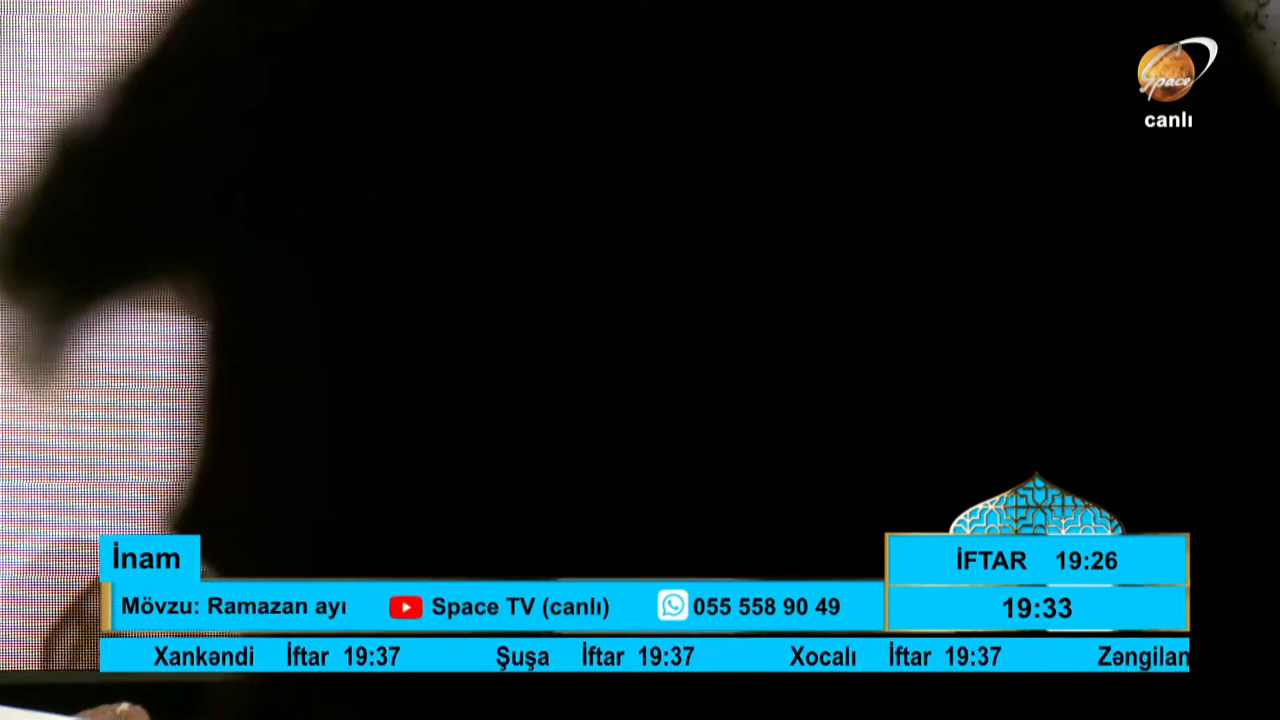 Space
canlı
İFTAR 19:26
19:33
İnam
Mövzu: Ramazan ayı Space TV (canlı) 055 558 90 49
Xankəndi İftar 19:37 Şuşa İftar 19:37 Xocalı İftar 19:37 Zəngilan